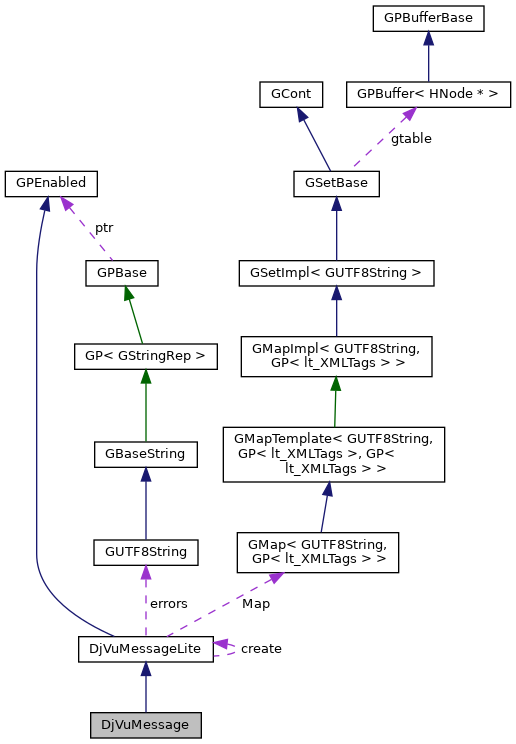 GPBufferBase
GCont
GPBuffer< HNode * >
gtable
GPEnabled
GSetBase
ptr
GPBase
GSetImpl< GUTF8String >
GP< GStringRep >
GMapImpl< GUTF8String,
GP< lt_XMLTags > >
GBaseString
GMapTemplate< GUTF8String,
GP< lt_XMLTags >, GP<
lt_XMLTags > >
GUTF8String
GMap< GUTF8String,
GP< lt_XMLTags > >
errors
Map
DjVuMessageLite
create
DjVuMessage